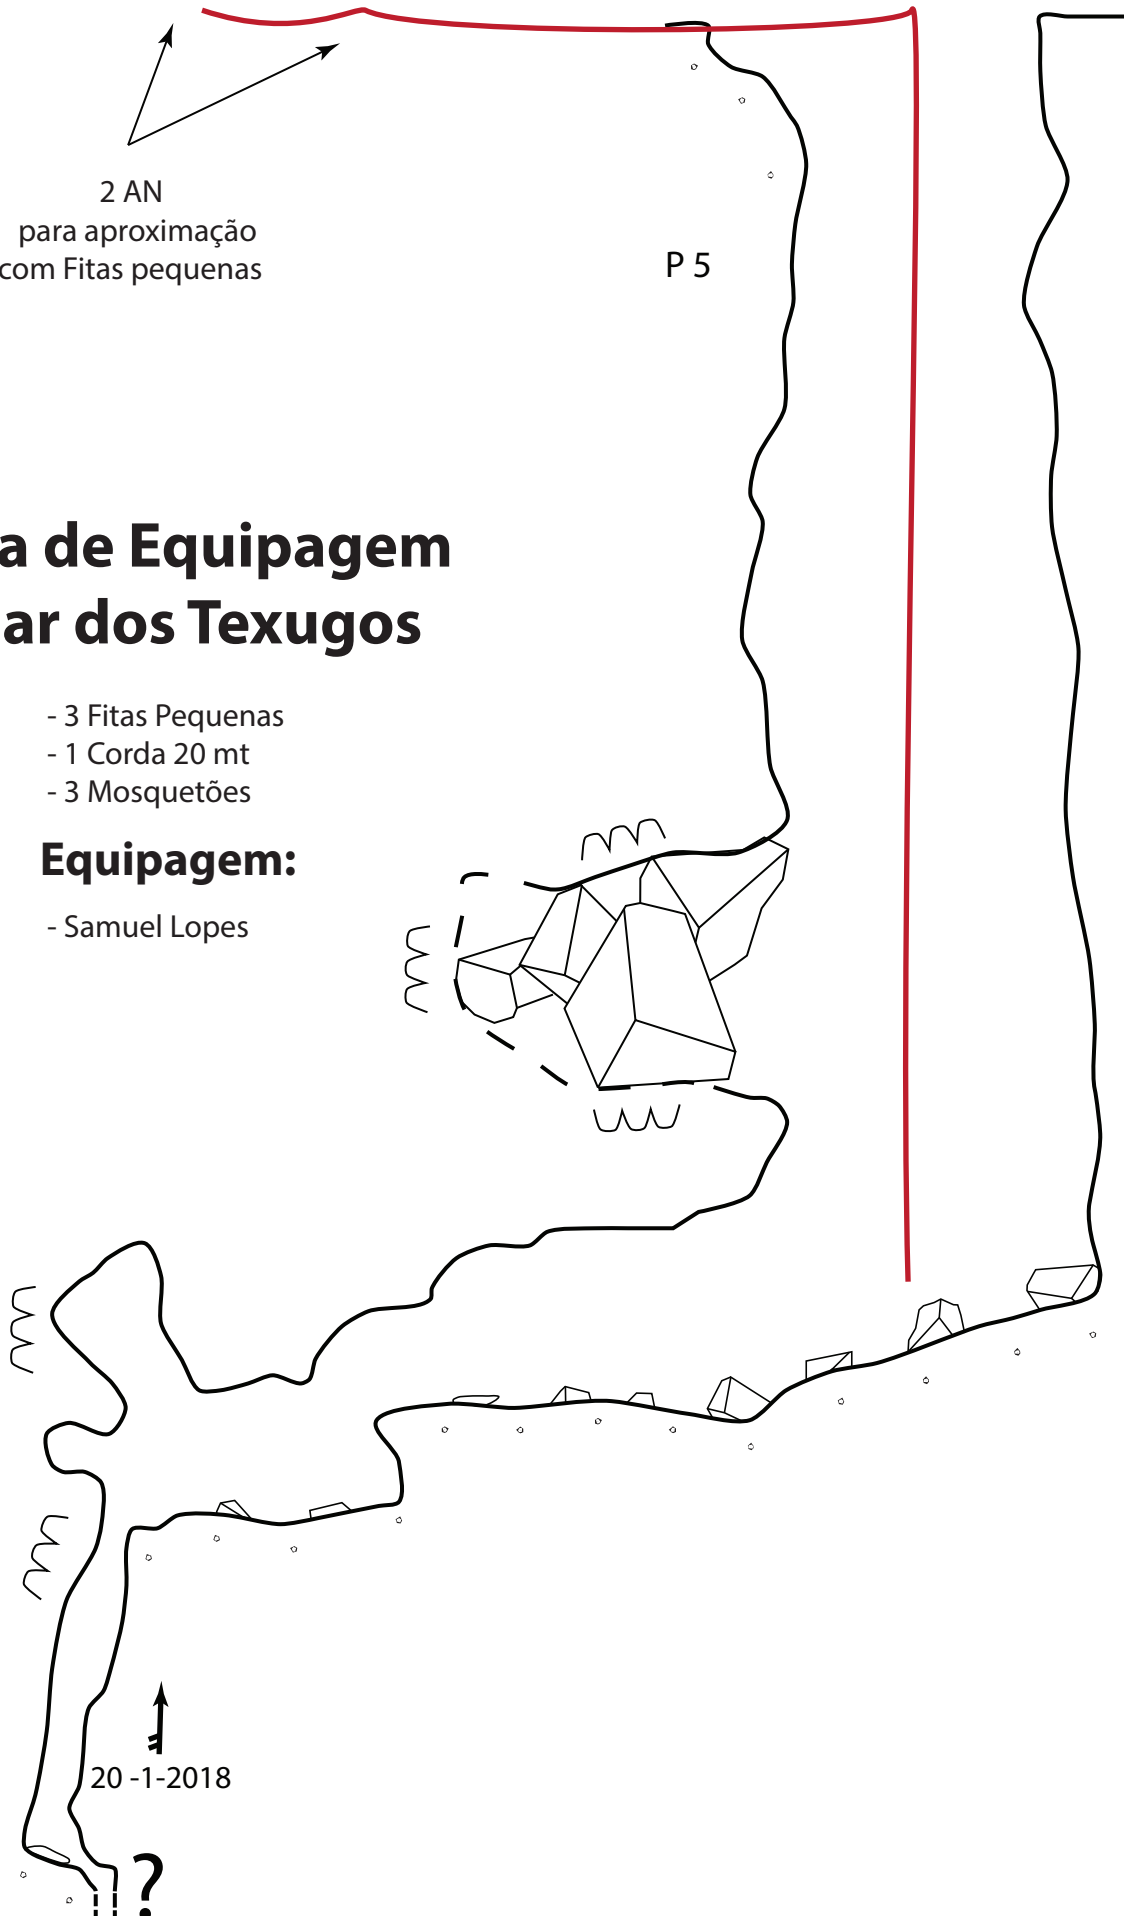 2 AN
para aproximação
com Fitas pequenas
P 5
a de Equipagem
ar dos Texugos
- 3 Fitas Pequenas
- 1 Corda 20 mt
- 3 Mosquetões
Equipagem:
- Samuel Lopes
20 -1-2018
?